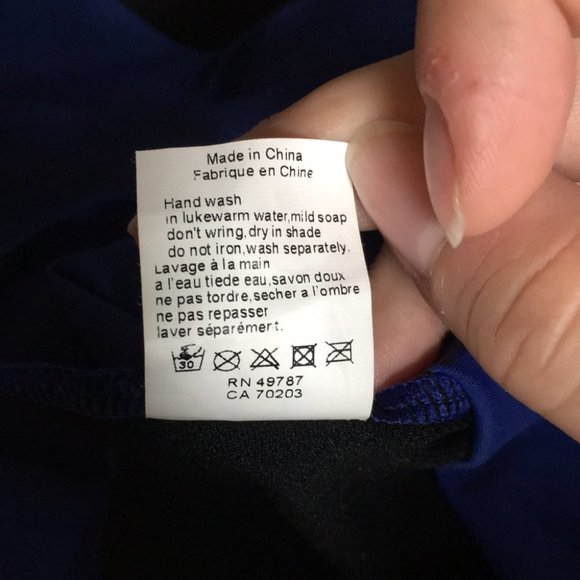 Made in China
Fabrique en Chine
Hand wash
in lukewarm water,mild soap
don't wring,dry in shade
do not iron,wash separately.
Lavage à la main
a l'eau tiede eau,savon doux
ne pas tordre,secher a l'ombre
ne pas repasser
laver séparément.
30
RN 49787
CA 70203